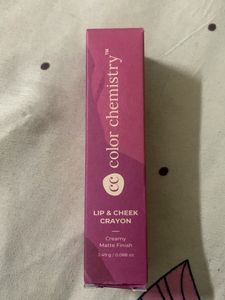 cc color chemistry™
LIP & CHEEK
CRAYON
Creamy
Matte Finish
2.49 g / 0.088 oz